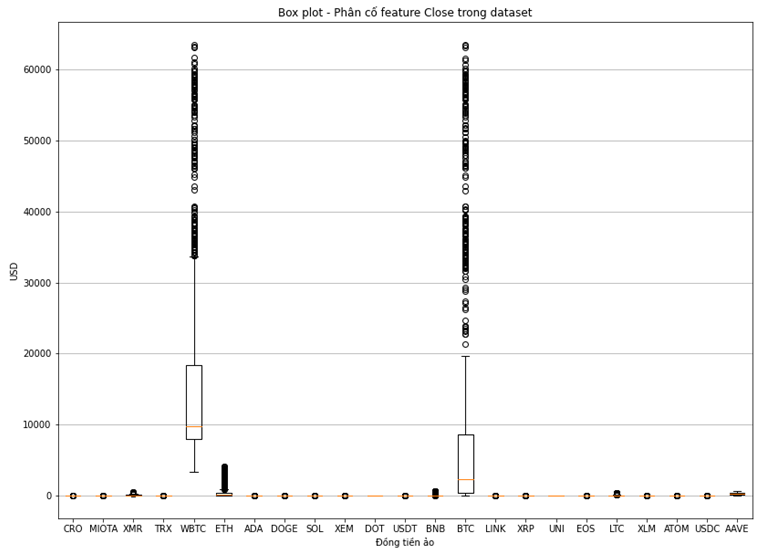 Box plot - Phân cố feature Close trong dataset
60000
50000
40000
30000
20000
10000
0
USD
CRO MIOTA XMR TRX WBTC ETH ADA DOGE SOL XEM DOT USDT BNB BTC LINK XRP UNI EOS LTC XLM ATOM USDC AAVE
Đồng tiền ảo